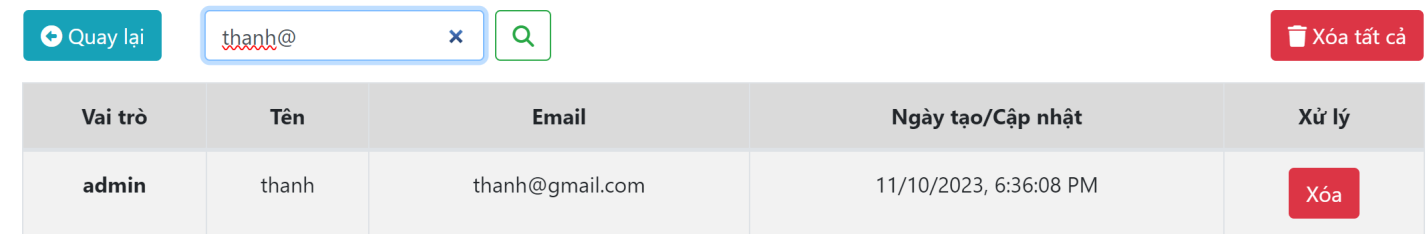 Quay lại thanh@ Xóa tất cả
Vai trò Tên Email Ngày tạo/Cập nhật Xử lý
admin thanh thanh@gmail.com 11/10/2023, 6:36:08 PM Xóa